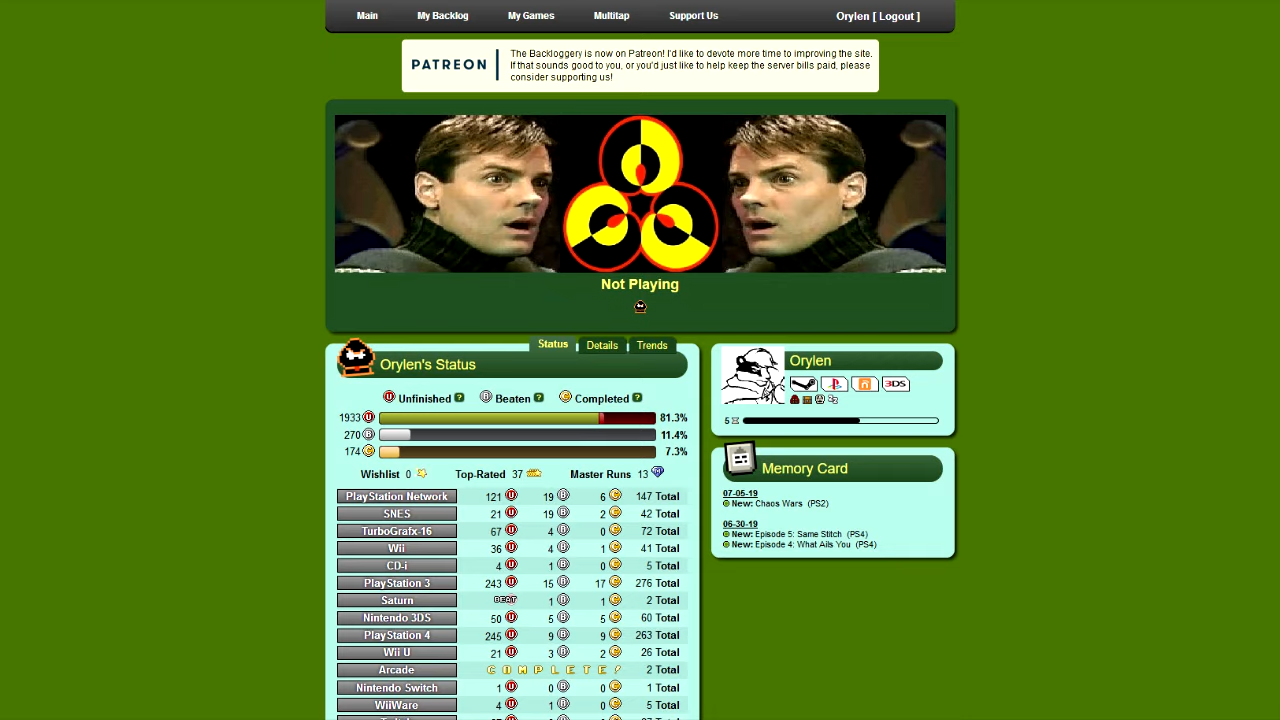 Main My Backlog My Games Multitap Support Us Orylen [ Logout ]
PATREON
The Backloggery is now on Patreon! I'd like to devote more time to improving the site.
If that sounds good to you, or you'd just like to help keep the server bills paid, please
consider supporting us!
Not Playing
Status Details Trends
Orylen's Status
Unfinished ? Beaten ? Completed ?
1933 U 81.3%
270 B 11.4%
174 C 7.3%
Wishlist 0 Top-Rated 37 Master Runs 13
PlayStation Network 121 U 19 B 6 C 147 Total
SNES 21 U 19 B 2 C 42 Total
TurboGrafx-16 67 U 4 B 0 C 72 Total
Wii 36 U 4 B 1 C 41 Total
CD-i 4 U 1 B 0 C 5 Total
PlayStation 3 243 U 15 B 17 C 276 Total
Saturn BEAT 1 B 1 C 2 Total
Nintendo 3DS 50 U 5 B 5 C 60 Total
PlayStation 4 245 U 9 B 9 C 263 Total
Wii U 21 U 3 B 2 C 26 Total
Arcade COMPLETE! 2 Total
Nintendo Switch 1 U 0 B 0 C 1 Total
WiiWare 4 U 1 B 0 C 5 Total
Orylen
3DS
5
Memory Card
07-05-19
New: Chaos Wars (PS2)
06-30-19
New: Episode 5: Same Stitch (PS4)
New: Episode 4: What Ails You (PS4)